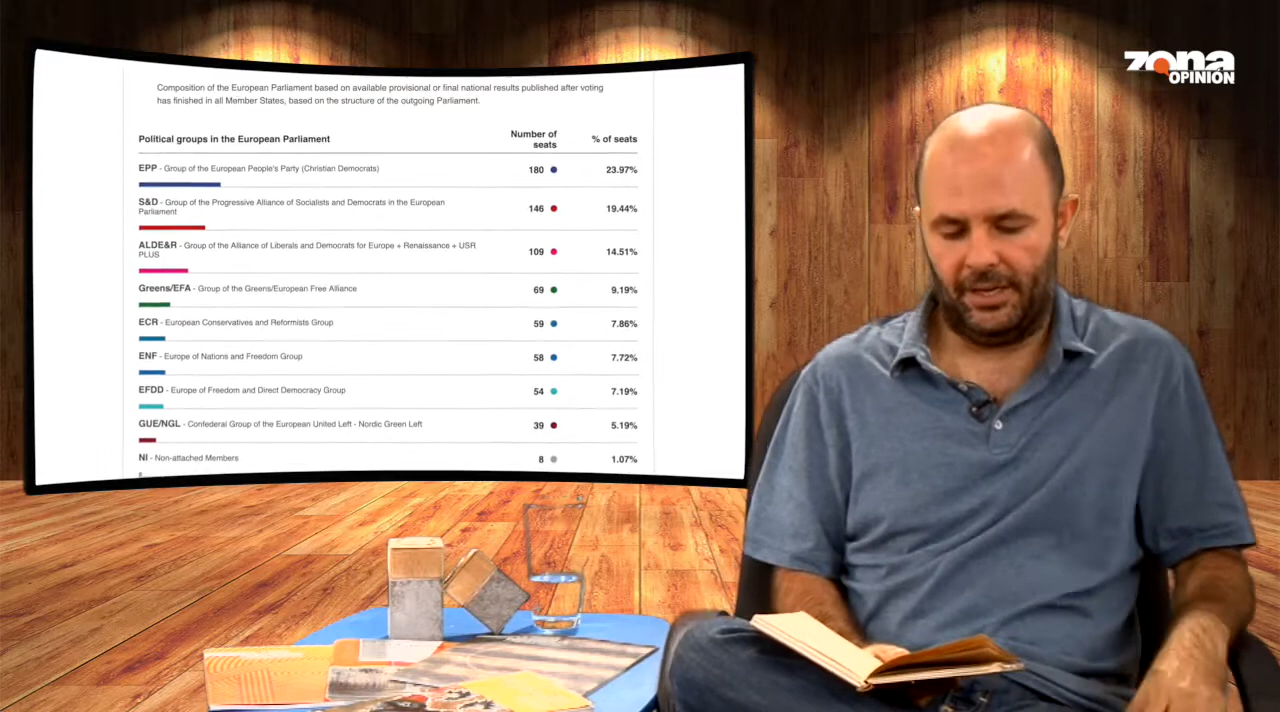 Composition of the European Parliament based on available provisional or final national results published after voting
has finished in all Member States, based on the structure of the outgoing Parliament.
Political groups in the European Parliament Number of seats % of seats
EPP - Group of the European People's Party (Christian Democrats) 180 23.97%
S&D - Group of the Progressive Alliance of Socialists and Democrats in the European
Parliament 146 19.44%
ALDE&R - Group of the Alliance of Liberals and Democrats for Europe + Renaissance + USR
PLUS 109 14.51%
Greens/EFA - Group of the Greens/European Free Alliance 69 9.19%
ECR - European Conservatives and Reformists Group 59 7.86%
ENF - Europe of Nations and Freedom Group 58 7.72%
EFDD - Europe of Freedom and Direct Democracy Group 54 7.19%
GUE/NGL - Confederal Group of the European United Left - Nordic Green Left 39 5.19%
NI - Non-attached Members 8 1.07%
zona
OPINIÓN